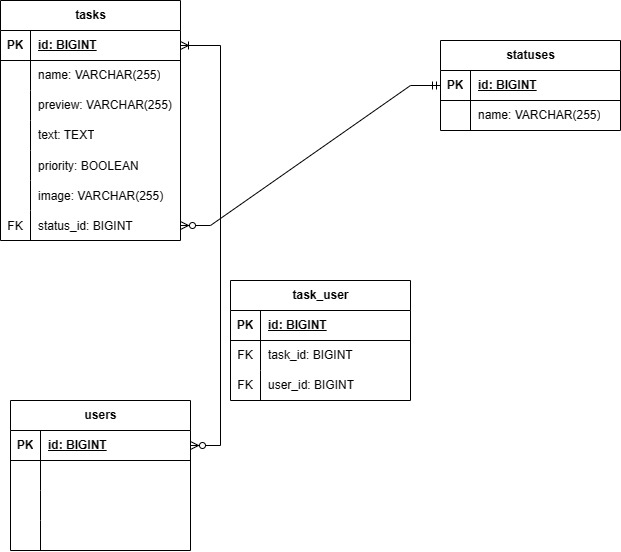 tasks
PK id: BIGINT
name: VARCHAR(255)
preview: VARCHAR(255)
text: TEXT
priority: BOOLEAN
image: VARCHAR(255)
FK status_id: BIGINT
statuses
PK id: BIGINT
name: VARCHAR(255)
task_user
PK id: BIGINT
FK task_id: BIGINT
FK user_id: BIGINT
users
PK id: BIGINT